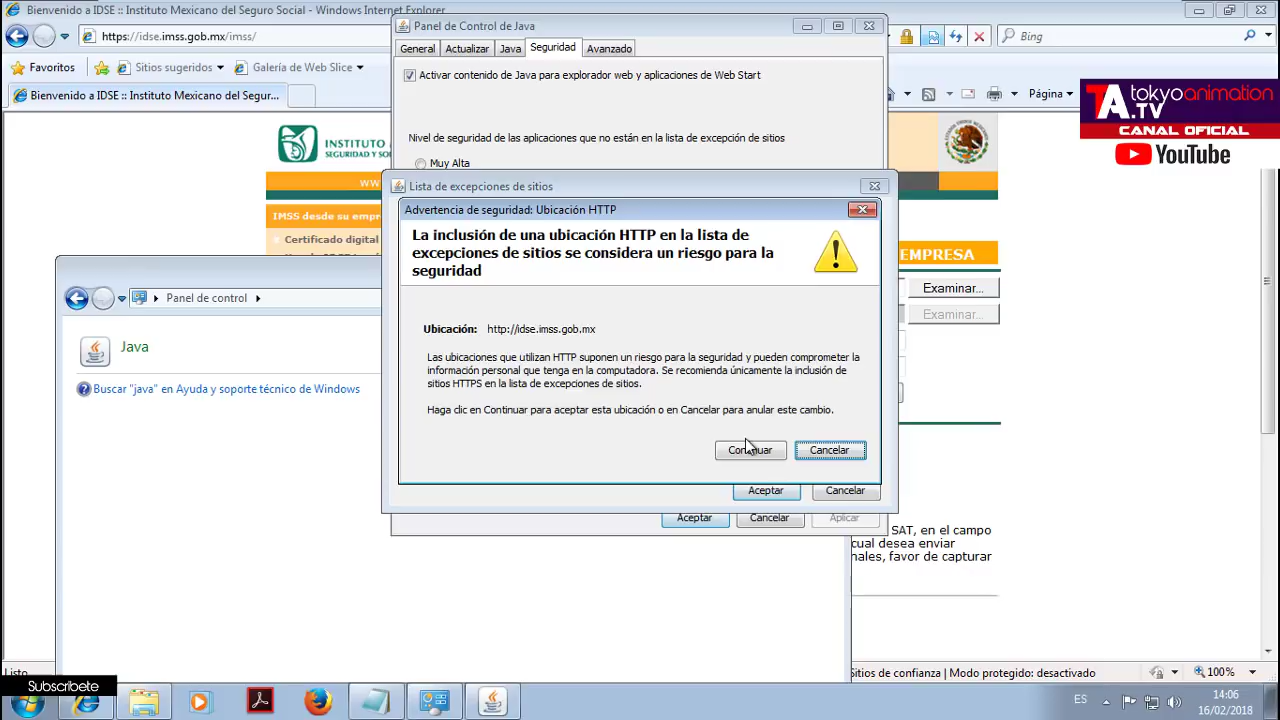 Bienvenido a IDSE :: Instituto Mexicano del Seguro Social - Windows Internet Explorer
https://idse.imss.gob.mx/imss/
Bing
Favoritos
Sitios sugeridos
Galería de Web Slice
Bienvenido a IDSE :: Instituto Mexicano del Segur...
Página
tokyoanimation
TA.TV
CANAL OFICIAL
YouTube
Panel de Control de Java
General
Actualizar
Java
Seguridad
Avanzado
Activar contenido de Java para explorador web y aplicaciones de Web Start
Nivel de seguridad de las aplicaciones que no están en la lista de excepción de sitios
Muy Alta
INSTITUTO
SEGURIDAD Y SO
WW
IMSS desde su empre
Certificado digital
EMPRESA
Examinar...
Examinar...
Lista de excepciones de sitios
Advertencia de seguridad: Ubicación HTTP
La inclusión de una ubicación HTTP en la lista de
excepciones de sitios se considera un riesgo para la
seguridad
Ubicación: http://idse.imss.gob.mx
Las ubicaciones que utilizan HTTP suponen un riesgo para la seguridad y pueden comprometer la
información personal que tenga en la computadora. Se recomienda únicamente la inclusión de
sitios HTTPS en la lista de excepciones de sitios.
Haga clic en Continuar para aceptar esta ubicación o en Cancelar para anular este cambio.
Continuar
Cancelar
Aceptar
Cancelar
Aceptar
Cancelar
Aplicar
Panel de control
Java
Buscar "java" en Ayuda y soporte técnico de Windows
SAT, en el campo
cual desea enviar
nales, favor de capturar
Listo
Sitios de confianza | Modo protegido: desactivado
100%
Subscribete
ES
14:06
16/02/2018